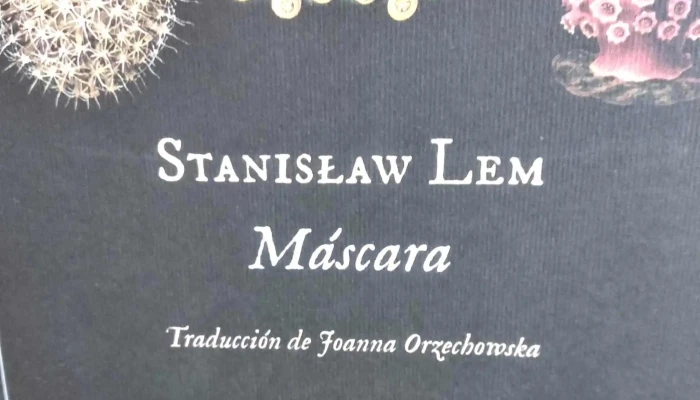 Stanisław Lem
Máscara
Traducción de Joanna Orzechowska